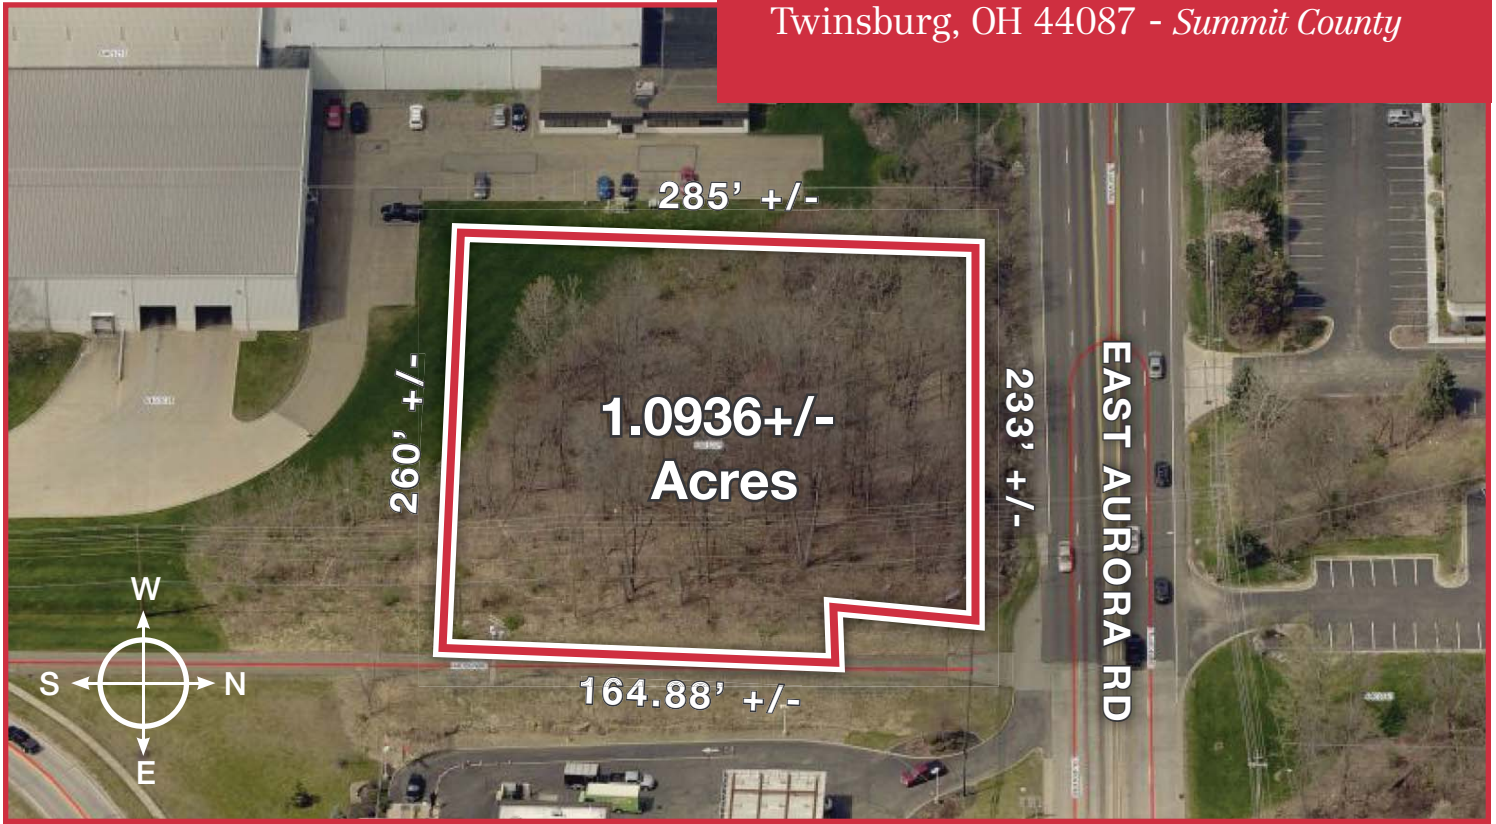 Twinsburg, OH 44087 - Summit County
285’ +/-
260’ +/-
1.0936+/-
Acres
233’ +/-
EAST AURORA RD
164.88’ +/-
W
S
N
E